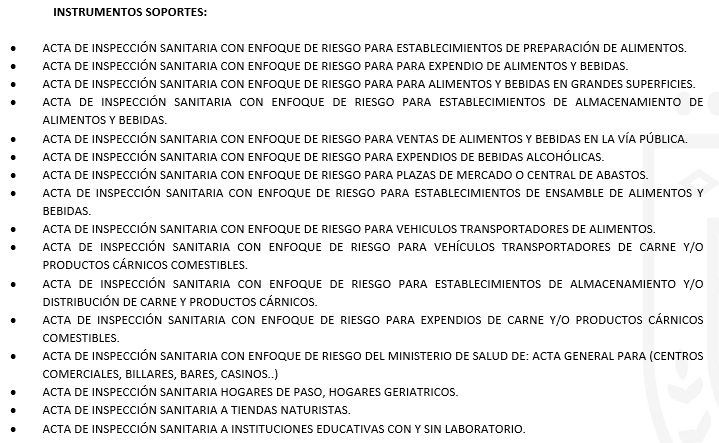 INSTRUMENTOS SOPORTES:
• ACTA DE INSPECCIÓN SANITARIA CON ENFOQUE DE RIESGO PARA ESTABLECIMIENTOS DE PREPARACIÓN DE ALIMENTOS.
• ACTA DE INSPECCIÓN SANITARIA CON ENFOQUE DE RIESGO PARA PARA EXPENDIO DE ALIMENTOS Y BEBIDAS.
• ACTA DE INSPECCIÓN SANITARIA CON ENFOQUE DE RIESGO PARA PARA ALIMENTOS Y BEBIDAS EN GRANDES SUPERFICIES.
• ACTA DE INSPECCIÓN SANITARIA CON ENFOQUE DE RIESGO PARA ESTABLECIMIENTOS DE ALMACENAMIENTO DE
ALIMENTOS Y BEBIDAS.
• ACTA DE INSPECCIÓN SANITARIA CON ENFOQUE DE RIESGO PARA VENTAS DE ALIMENTOS Y BEBIDAS EN LA VÍA PÚBLICA.
• ACTA DE INSPECCIÓN SANITARIA CON ENFOQUE DE RIESGO PARA EXPENDIOS DE BEBIDAS ALCOHÓLICAS.
• ACTA DE INSPECCIÓN SANITARIA CON ENFOQUE DE RIESGO PARA PLAZAS DE MERCADO O CENTRAL DE ABASTOS.
• ACTA DE INSPECCIÓN SANITARIA CON ENFOQUE DE RIESGO PARA ESTABLECIMIENTOS DE ENSAMBLE DE ALIMENTOS Y
BEBIDAS.
• ACTA DE INSPECCIÓN SANITARIA CON ENFOQUE DE RIESGO PARA VEHICULOS TRANSPORTADORES DE ALIMENTOS.
• ACTA DE INSPECCIÓN SANITARIA CON ENFOQUE DE RIESGO PARA VEHÍCULOS TRANSPORTADORES DE CARNE Y/O
PRODUCTOS CÁRNICOS COMESTIBLES.
• ACTA DE INSPECCIÓN SANITARIA CON ENFOQUE DE RIESGO PARA ESTABLECIMIENTOS DE ALMACENAMIENTO Y/O
DISTRIBUCIÓN DE CARNE Y PRODUCTOS CÁRNICOS.
• ACTA DE INSPECCIÓN SANITARIA CON ENFOQUE DE RIESGO PARA EXPENDIOS DE CARNE Y/O PRODUCTOS CÁRNICOS
COMESTIBLES.
• ACTA DE INSPECCIÓN SANITARIA CON ENFOQUE DE RIESGO DEL MINISTERIO DE SALUD DE: ACTA GENERAL PARA (CENTROS
COMERCIALES, BILLARES, BARES, CASINOS..)
• ACTA DE INSPECCIÓN SANITARIA HOGARES DE PASO, HOGARES GERIATRICOS.
• ACTA DE INSPECCIÓN SANITARIA A TIENDAS NATURISTAS.
• ACTA DE INSPECCIÓN SANITARIA A INSTITUCIONES EDUCATIVAS CON Y SIN LABORATORIO.